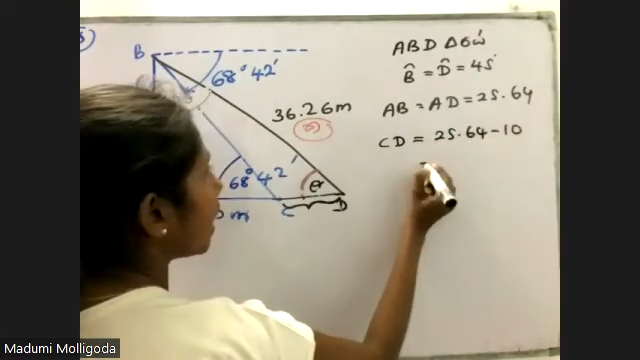 B
68° 42'
36.26m
68° 42'
θ
m
C
D
ABD Δයේ
B̂ = D̂ = 45°
AB = AD = 25.64
CD = 25.64-10
Madumi Molligoda